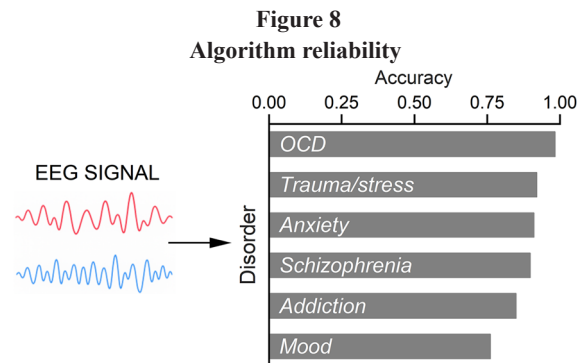 Figure 8
Algorithm reliability
Accuracy
0.00 0.25 0.50 0.75 1.00
EEG SIGNAL
Disorder
OCD
Trauma/stress
Anxiety
Schizophrenia
Addiction
Mood